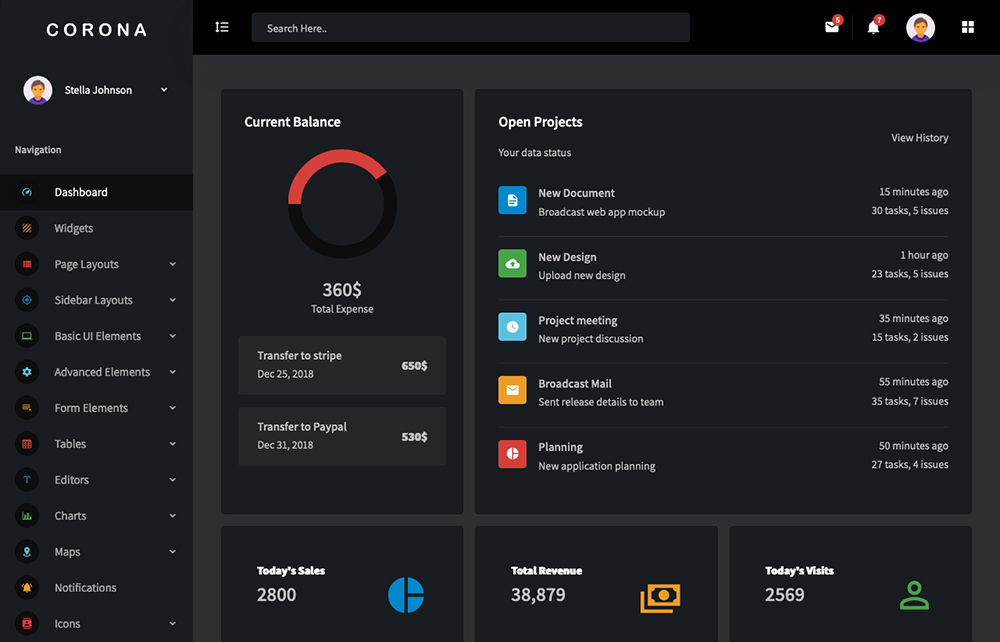 CORONA
Search Here..
5
7
Stella Johnson
Navigation
Dashboard
Widgets
Page Layouts
Sidebar Layouts
Basic UI Elements
Advanced Elements
Form Elements
Tables
Editors
Charts
Maps
Notifications
Icons
Current Balance
360$
Total Expense
Transfer to stripe
Dec 25, 2018
650$
Transfer to Paypal
Dec 31, 2018
530$
Open Projects
View History
Your data status
New Document
15 minutes ago
Broadcast web app mockup
30 tasks, 5 issues
New Design
1 hour ago
Upload new design
23 tasks, 5 issues
Project meeting
35 minutes ago
New project discussion
15 tasks, 2 issues
Broadcast Mail
55 minutes ago
Sent release details to team
35 tasks, 7 issues
Planning
50 minutes ago
New application planning
27 tasks, 4 issues
Today's Sales
2800
Total Revenue
38,879
Today's Visits
2569